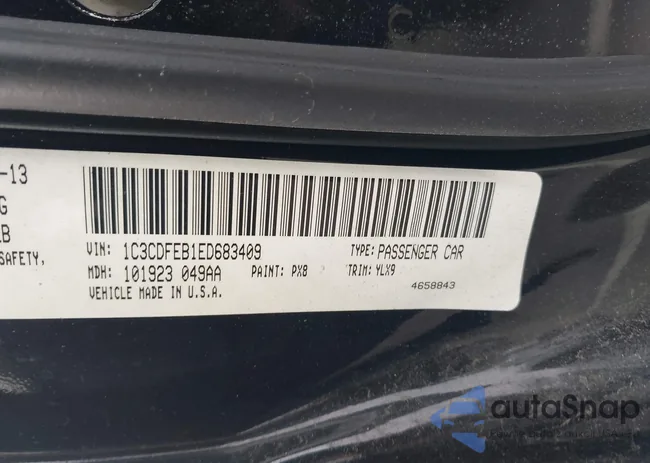 -13
G
LB
SAFETY,
VIN: 1C3CDFEB1ED683409 TYPE: PASSENGER CAR
MDH: 101923 049AA PAINT: PX8 TRIM: YLX9
VEHICLE MADE IN U.S.A. 4658843
autoSnap